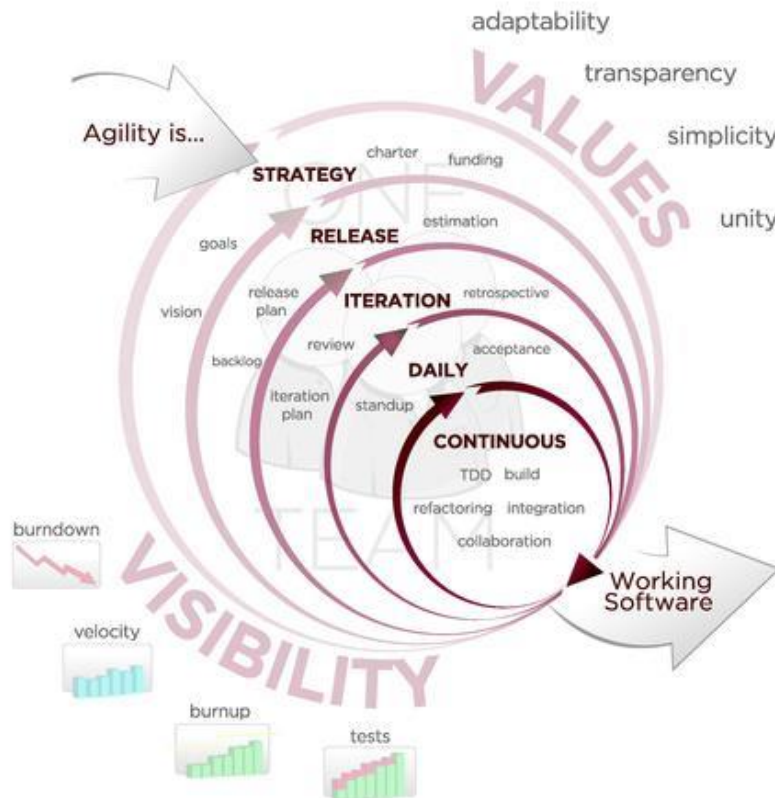 adaptability
transparency
VALUES
simplicity
unity
Agility is...
STRATEGY
charter
funding
ONE
goals
RELEASE
estimation
vision
release
plan
ITERATION
retrospective
backlog
review
DAILY
acceptance
iteration
plan
standup
CONTINUOUS
TDD build
refactoring integration
collaboration
TEAM
Working
Software
VISIBILITY
burndown
velocity
burnup
tests